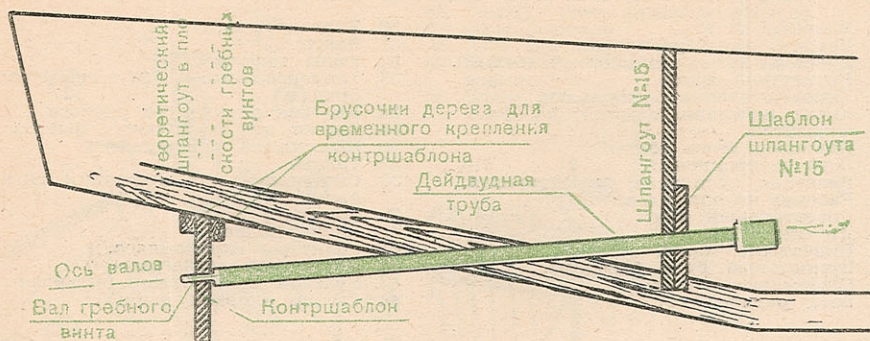 еоретический
шпангоут в пло
скости гребных
винтов
Брусочки дерева для
временного крепления
контршаблона
Дейдвудная
труба
Шпангоут №15
Шаблон
шпангоута
№15
Ось валов
Вал гребного
винта
Контршаблон